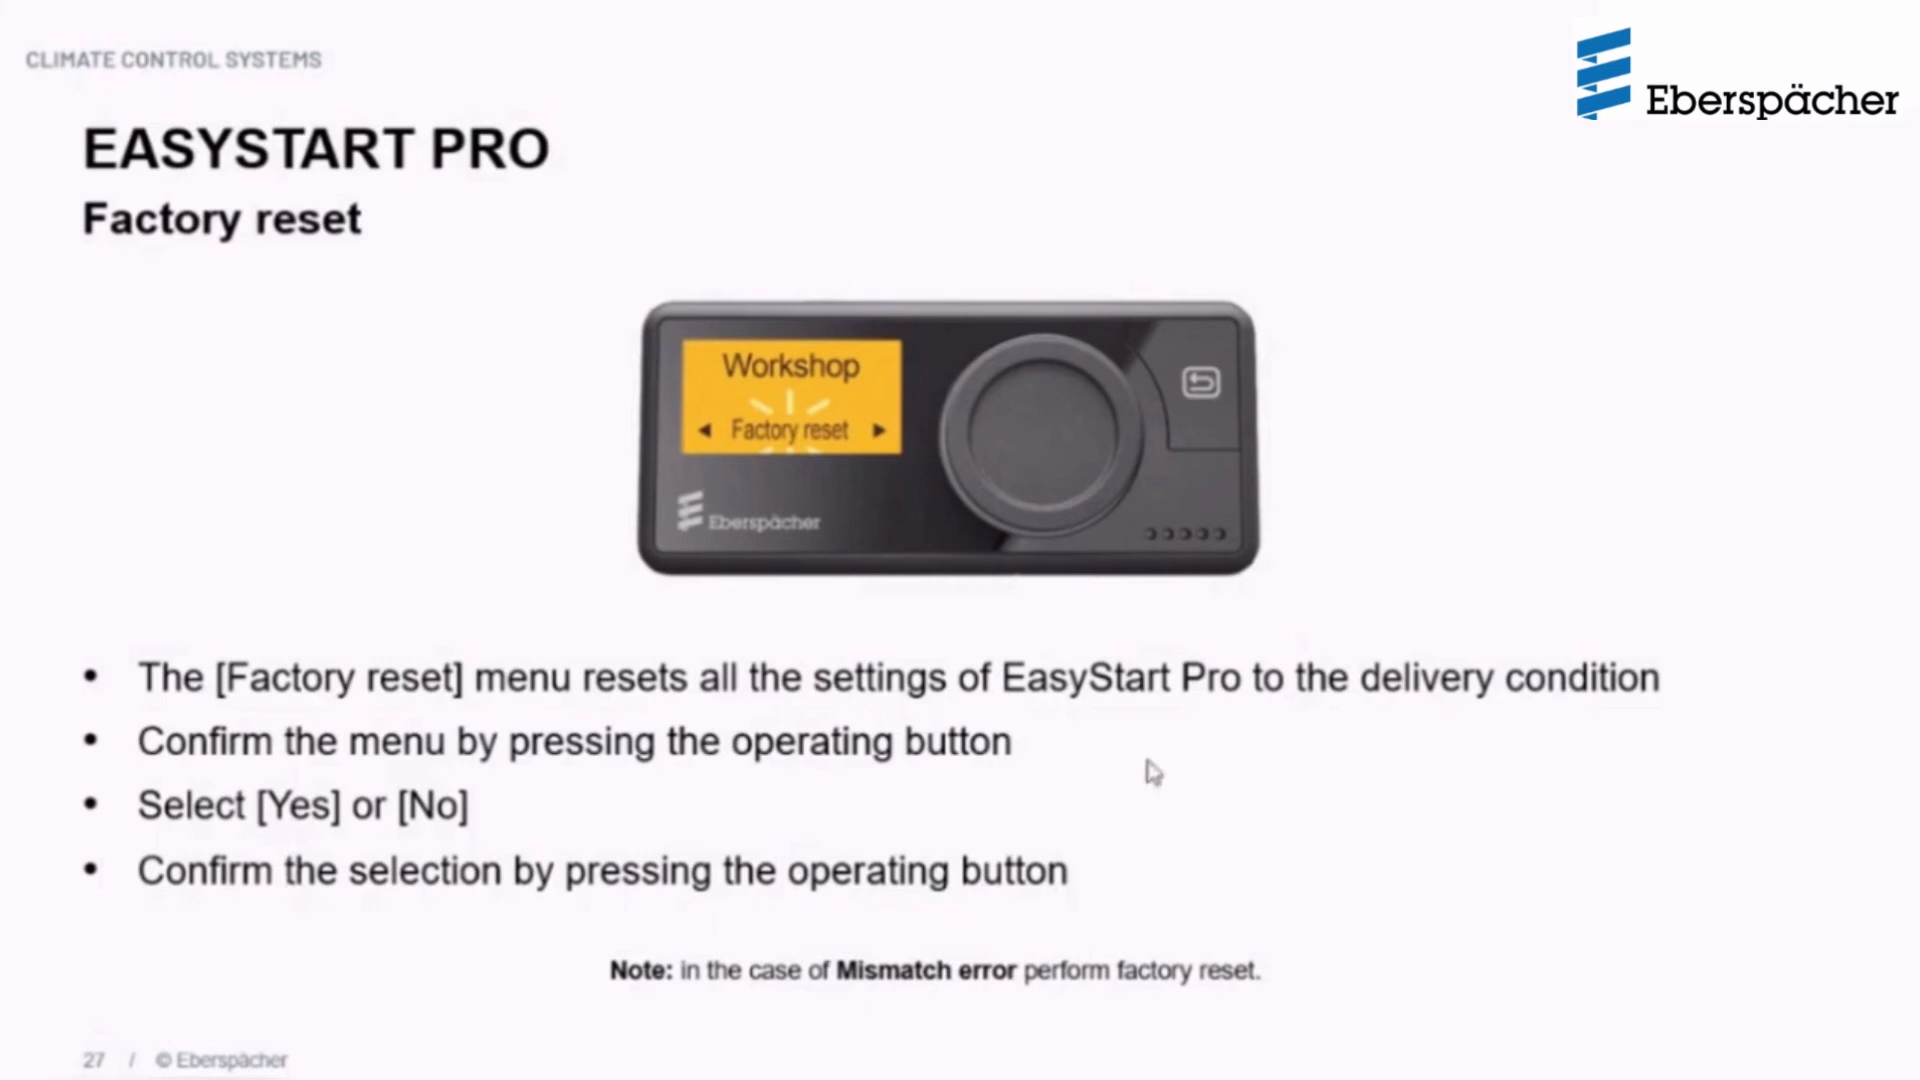 CLIMATE CONTROL SYSTEMS
Eberspächer
EASYSTART PRO
Factory reset
Workshop
◄ Factory reset ►
Eberspächer
• The [Factory reset] menu resets all the settings of EasyStart Pro to the delivery condition
• Confirm the menu by pressing the operating button
• Select [Yes] or [No]
• Confirm the selection by pressing the operating button
Note: in the case of Mismatch error perform factory reset.
27 / © Eberspächer